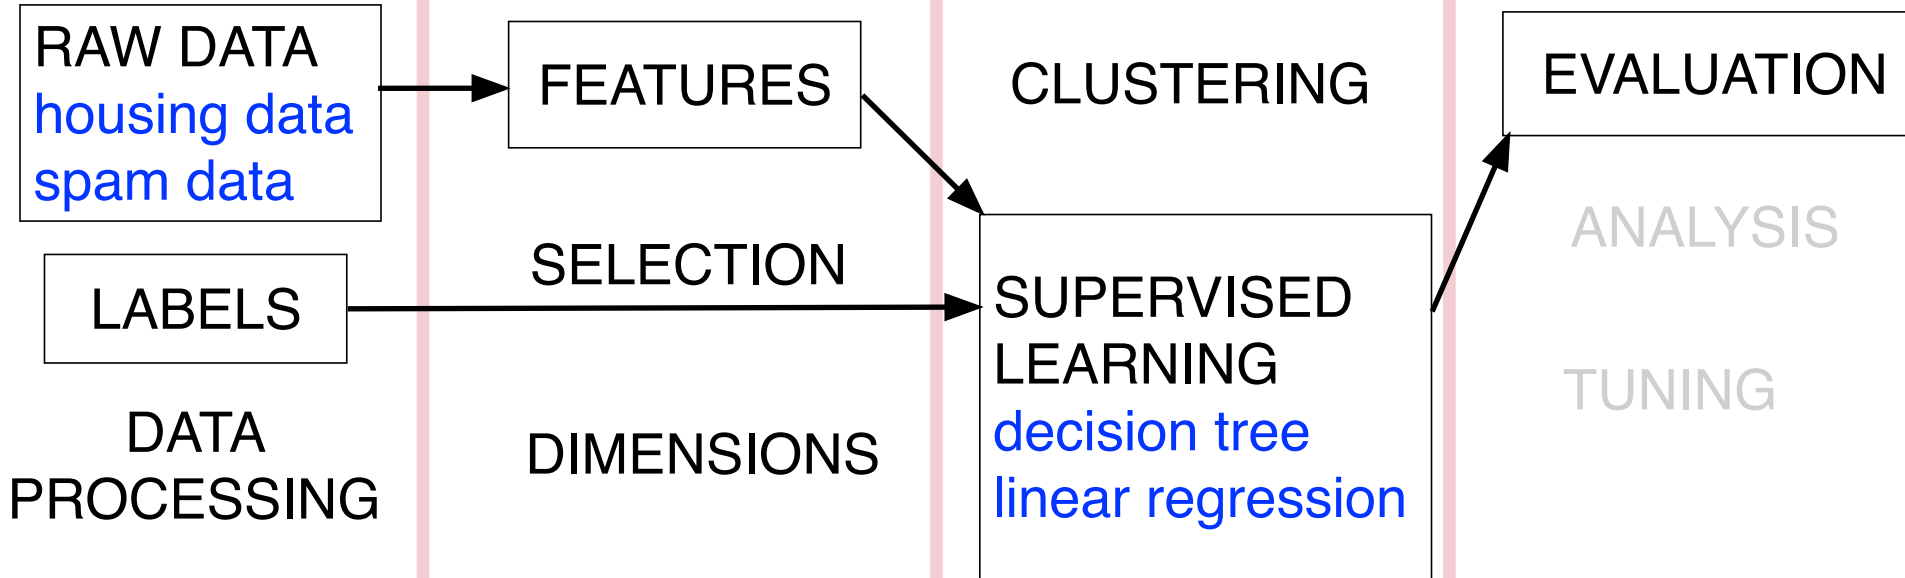 RAW DATA
housing data
spam data
LABELS
DATA
PROCESSING
FEATURES
SELECTION
DIMENSIONS
CLUSTERING
SUPERVISED
LEARNING
decision tree
linear regression
EVALUATION
ANALYSIS
TUNING